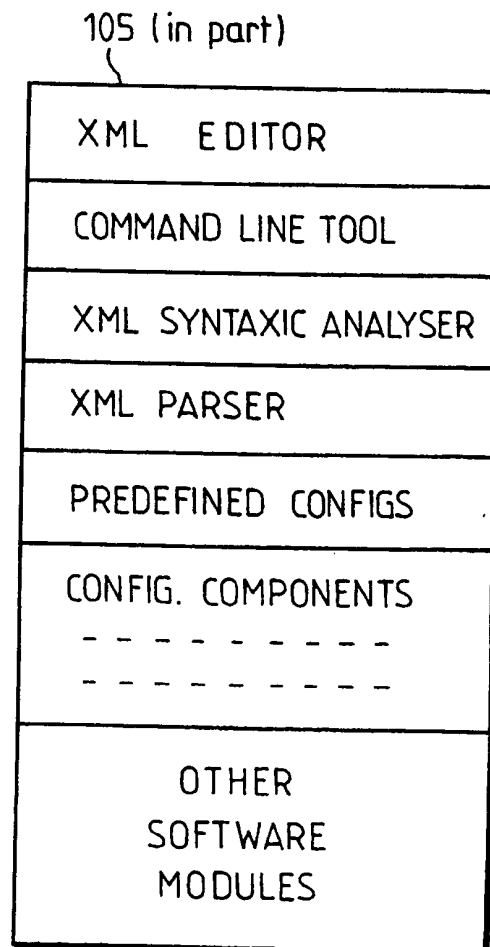 105 (in part)
XML EDITOR
COMMAND LINE TOOL
XML SYNTAXIC ANALYSER
XML PARSER
PREDEFINED CONFIGS
CONFIG. COMPONENTS
OTHER
SOFTWARE
MODULES